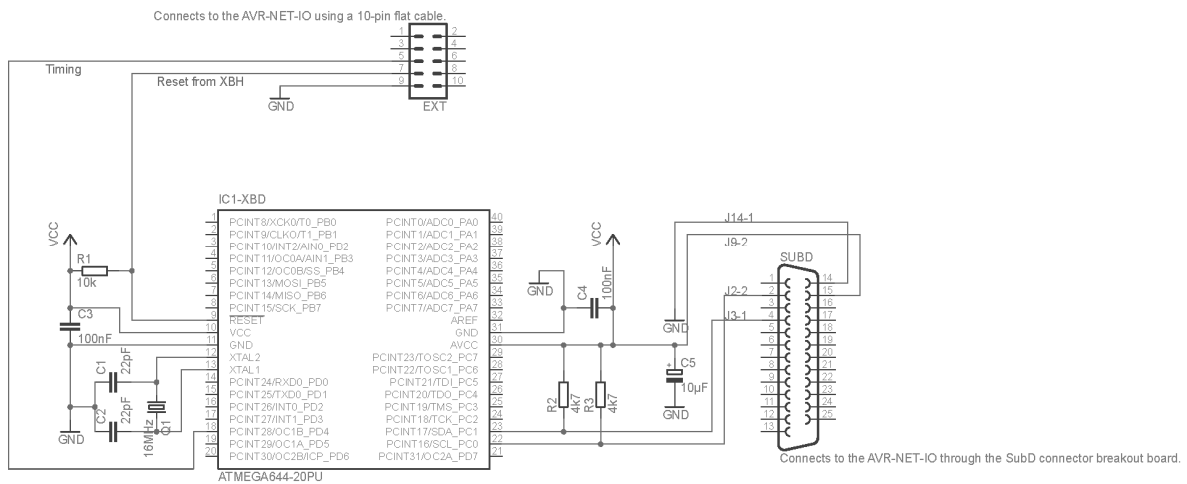 Connects to the AVR-NET-IO using a 10-pin flat cable.
1 2
3 4
5 6
7 8
9 10
Timing
Reset from XBH
GND
EXT
IC1-XBD
1 PCINT8/XCK0/T0_PB0 PCINT0/ADC0_PA0 40
2 PCINT9/CLKO/T1_PB1 PCINT1/ADC1_PA1 39
3 PCINT10/INT2/AIN0_PD2 PCINT2/ADC2_PA2 38
4 PCINT11/OC0A/AIN1_PB3 PCINT3/ADC3_PA3 37
5 PCINT12/OC0B/SS_PB4 PCINT4/ADC4_PA4 36
6 PCINT13/MOSI_PB5 PCINT5/ADC5_PA5 35
7 PCINT14/MISO_PB6 PCINT6/ADC6_PA6 34
8 PCINT15/SCK_PB7 PCINT7/ADC7_PA7 33
9 RESET AREF 32
10 VCC GND 31
11 GND AVCC 30
12 XTAL2 PCINT23/TOSC2_PC7 29
13 XTAL1 PCINT22/TOSC1_PC6 28
14 PCINT24/RXD0_PD0 PCINT21/TDI_PC5 27
15 PCINT25/TXD0_PD1 PCINT20/TDO_PC4 26
16 PCINT26/INT0_PD2 PCINT19/TMS_PC3 25
17 PCINT27/INT1_PD3 PCINT18/TCK_PC2 24
18 PCINT28/OC1B_PD4 PCINT17/SDA_PC1 23
19 PCINT29/OC1A_PD5 PCINT16/SCL_PC0 22
20 PCINT30/OC2B/ICP_PD6 PCINT31/OC2A_PD7 21
ATMEGA644-20PU
VCC
R1
10k
C3
100nF
C1
22pF
C2
22pF
GND
16MHz
Q1
VCC
GND
C4
100nF
R2
4k7
R3
4k7
+
C5
10µF
GND
GND
J14-1
J9-2
J2-2
J3-1
SUBD
1 14
2 15
3 16
4 17
5 18
6 19
7 20
8 21
9 22
10 23
11 24
12 25
13
Connects to the AVR-NET-IO through the SubD connector breakout board.